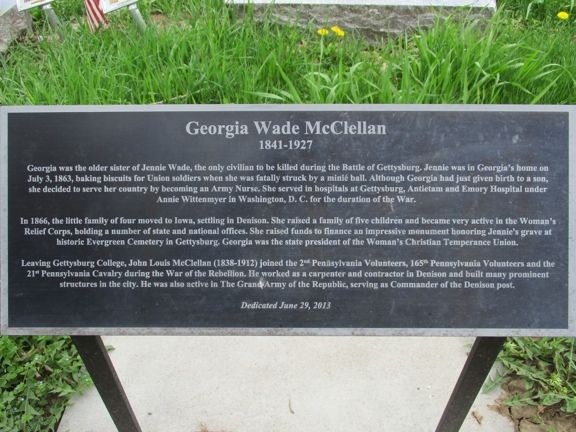 Georgia Wade McClellan
1841-1927
Georgia was the older sister of Jennie Wade, the only civilian to be killed during the Battle of Gettysburg. Jennie was in Georgia's home on
July 3, 1863, baking biscuits for Union soldiers when she was fatally struck by a minié ball. Although Georgia had just given birth to a son,
she decided to serve her country by becoming an Army Nurse. She served in hospitals at Gettysburg, Antietam and Emory Hospital under
Annie Wittenmyer in Washington, D. C. for the duration of the War.
In 1866, the little family of four moved to Iowa, settling in Denison. She raised a family of five children and became very active in the Woman's
Relief Corps, holding a number of state and national offices. She raised funds to finance an impressive monument honoring Jennie's grave at
historic Evergreen Cemetery in Gettysburg. Georgia was the state president of the Woman's Christian Temperance Union.
Leaving Gettysburg College, John Louis McClellan (1838-1912) joined the 2nd Pennsylvania Volunteers, 165th Pennsylvania Volunteers and the
21st Pennsylvania Cavalry during the War of the Rebellion. He worked as a carpenter and contractor in Denison and built many prominent
structures in the city. He was also active in The Grand Army of the Republic, serving as Commander of the Denison post.
Dedicated June 29, 2013